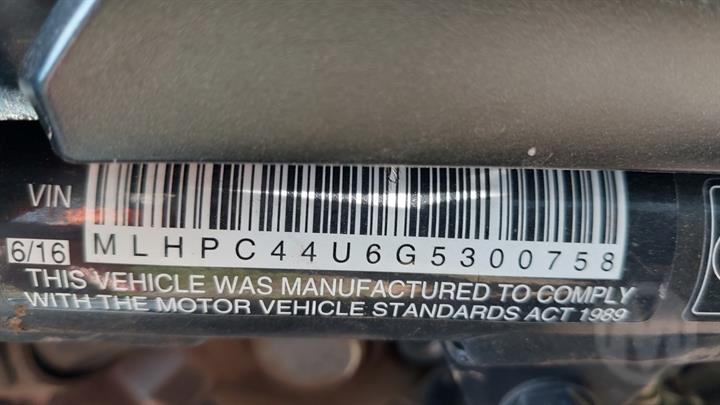 VIN
6/16 MLHPC44U6G5300758
THIS VEHICLE WAS MANUFACTURED TO COMPLY
WITH THE MOTOR VEHICLE STANDARDS ACT 1989